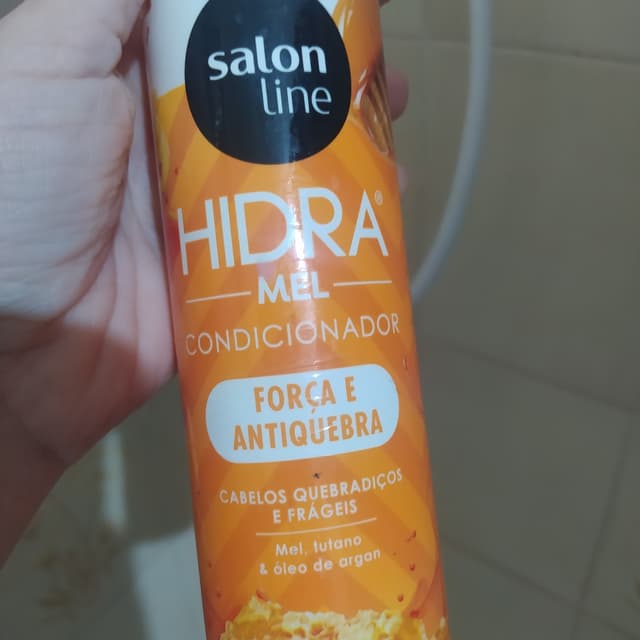 salon
line
HIDRA®
MEL
CONDICIONADOR
FORÇA E
ANTIQUEBRA
CABELOS QUEBRADIÇOS
E FRÁGEIS
Mel, tutano
& óleo de argan